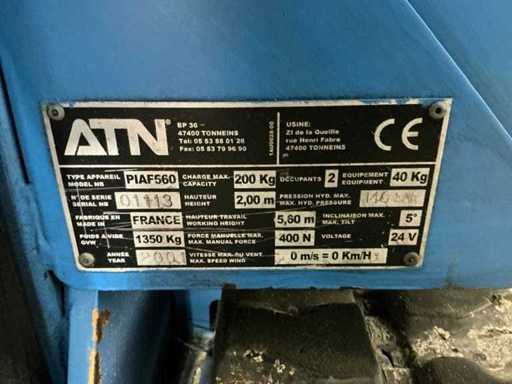 ATN®
BP 36 -
47400 TONNEINS
Tél: 05 53 88 01 28
Fax: 05 53 79 96 90
USINE:
ZI de la Queille
rue Henri Fabre
47400 TONNEINS
CE
TYPE APPAREIL
MODEL NB
PIAF560
CHARGE MAX.
CAPACITY
200 Kg
OCCUPANTS
2
EQUIPEMENT
EQUIPMENT
40 Kg
N° DE SERIE
SERIAL NB
01113
HAUTEUR
HEIGHT
2,00 m
PRESSION HYD. MAX.
MAX. HYD. PRESSURE
FABRIQUE EN
MADE IN
FRANCE
HAUTEUR TRAVAIL
WORKING HEIGHT
5,60 m
INCLINAISON MAX.
MAX. TILT
5°
POIDS A VIDE
GVW
1350 Kg
FORCE MANUELLE MAX.
MAX. MANUAL FORCE
400 N
VOLTAGE
24 V
ANNÉE
YEAR
VITESSE MAX DU VENT
MAX. SPEED WIND
0 m/s = 0 Km/H